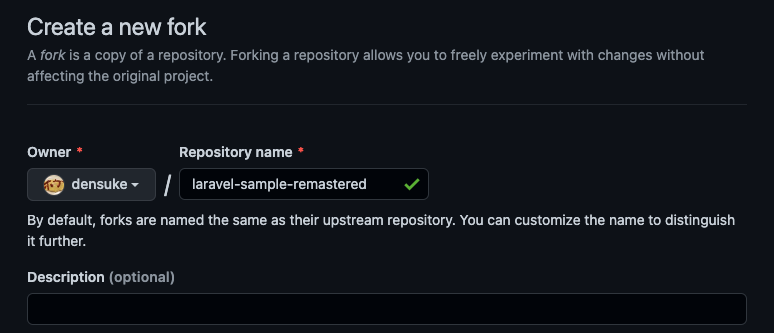 Create a new fork
A fork is a copy of a repository. Forking a repository allows you to freely experiment with changes without
affecting the original project.
Owner * Repository name *
densuke / laravel-sample-remastered
By default, forks are named the same as their upstream repository. You can customize the name to distinguish
it further.
Description (optional)